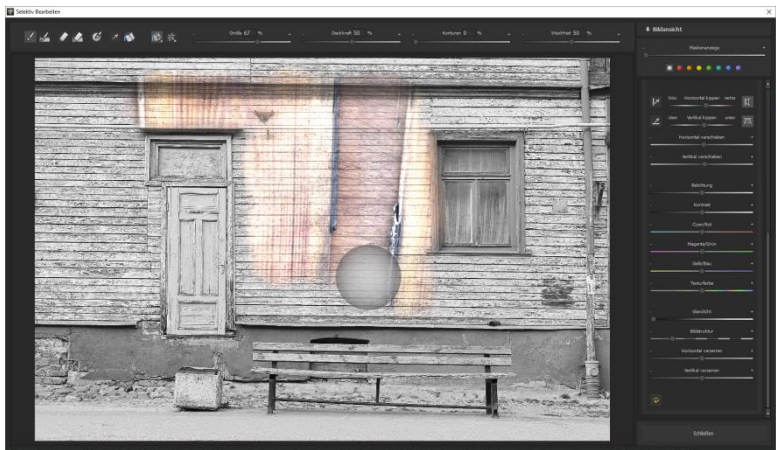 Selektiv Bearbeiten
Größe 67 %
Deckkraft 50 %
Konturen 0 %
Weichheit 50 %
Bildansicht
Maskenanzeige
links Horizontal kippen rechts
oben Vertikal kippen unten
Horizontal verschieben
Vertikal verschieben
Belichtung
Kontrast
Cyan/Rot
Magenta/Grün
Gelb/Blau
Texturfarbe
Glanzlicht
Bildstruktur
Horizontal verzerren
Vertikal verzerren
Schließen